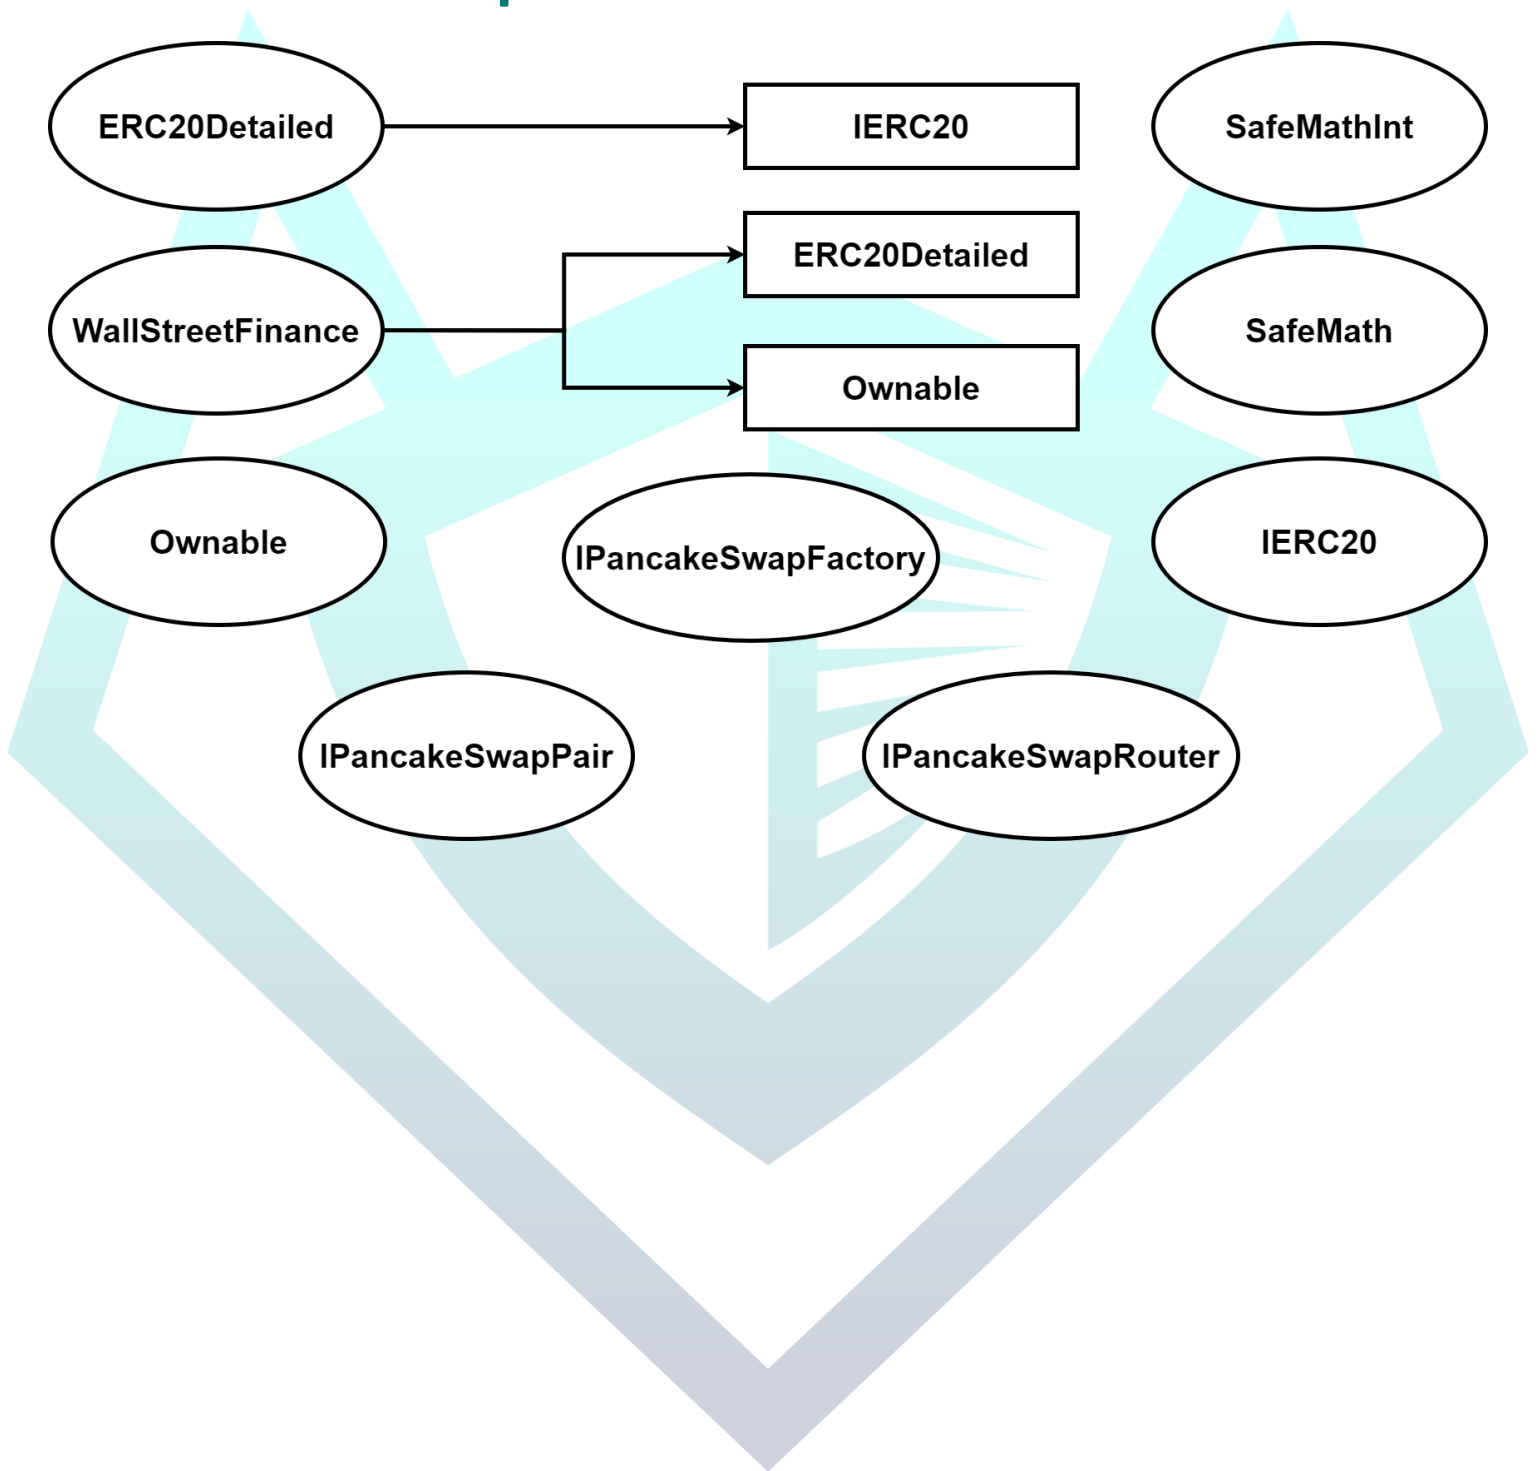 ERC20Detailed
IERC20
SafeMathInt
ERC20Detailed
WallStreetFinance
SafeMath
Ownable
Ownable
IPancakeSwapFactory
IERC20
IPancakeSwapPair
IPancakeSwapRouter